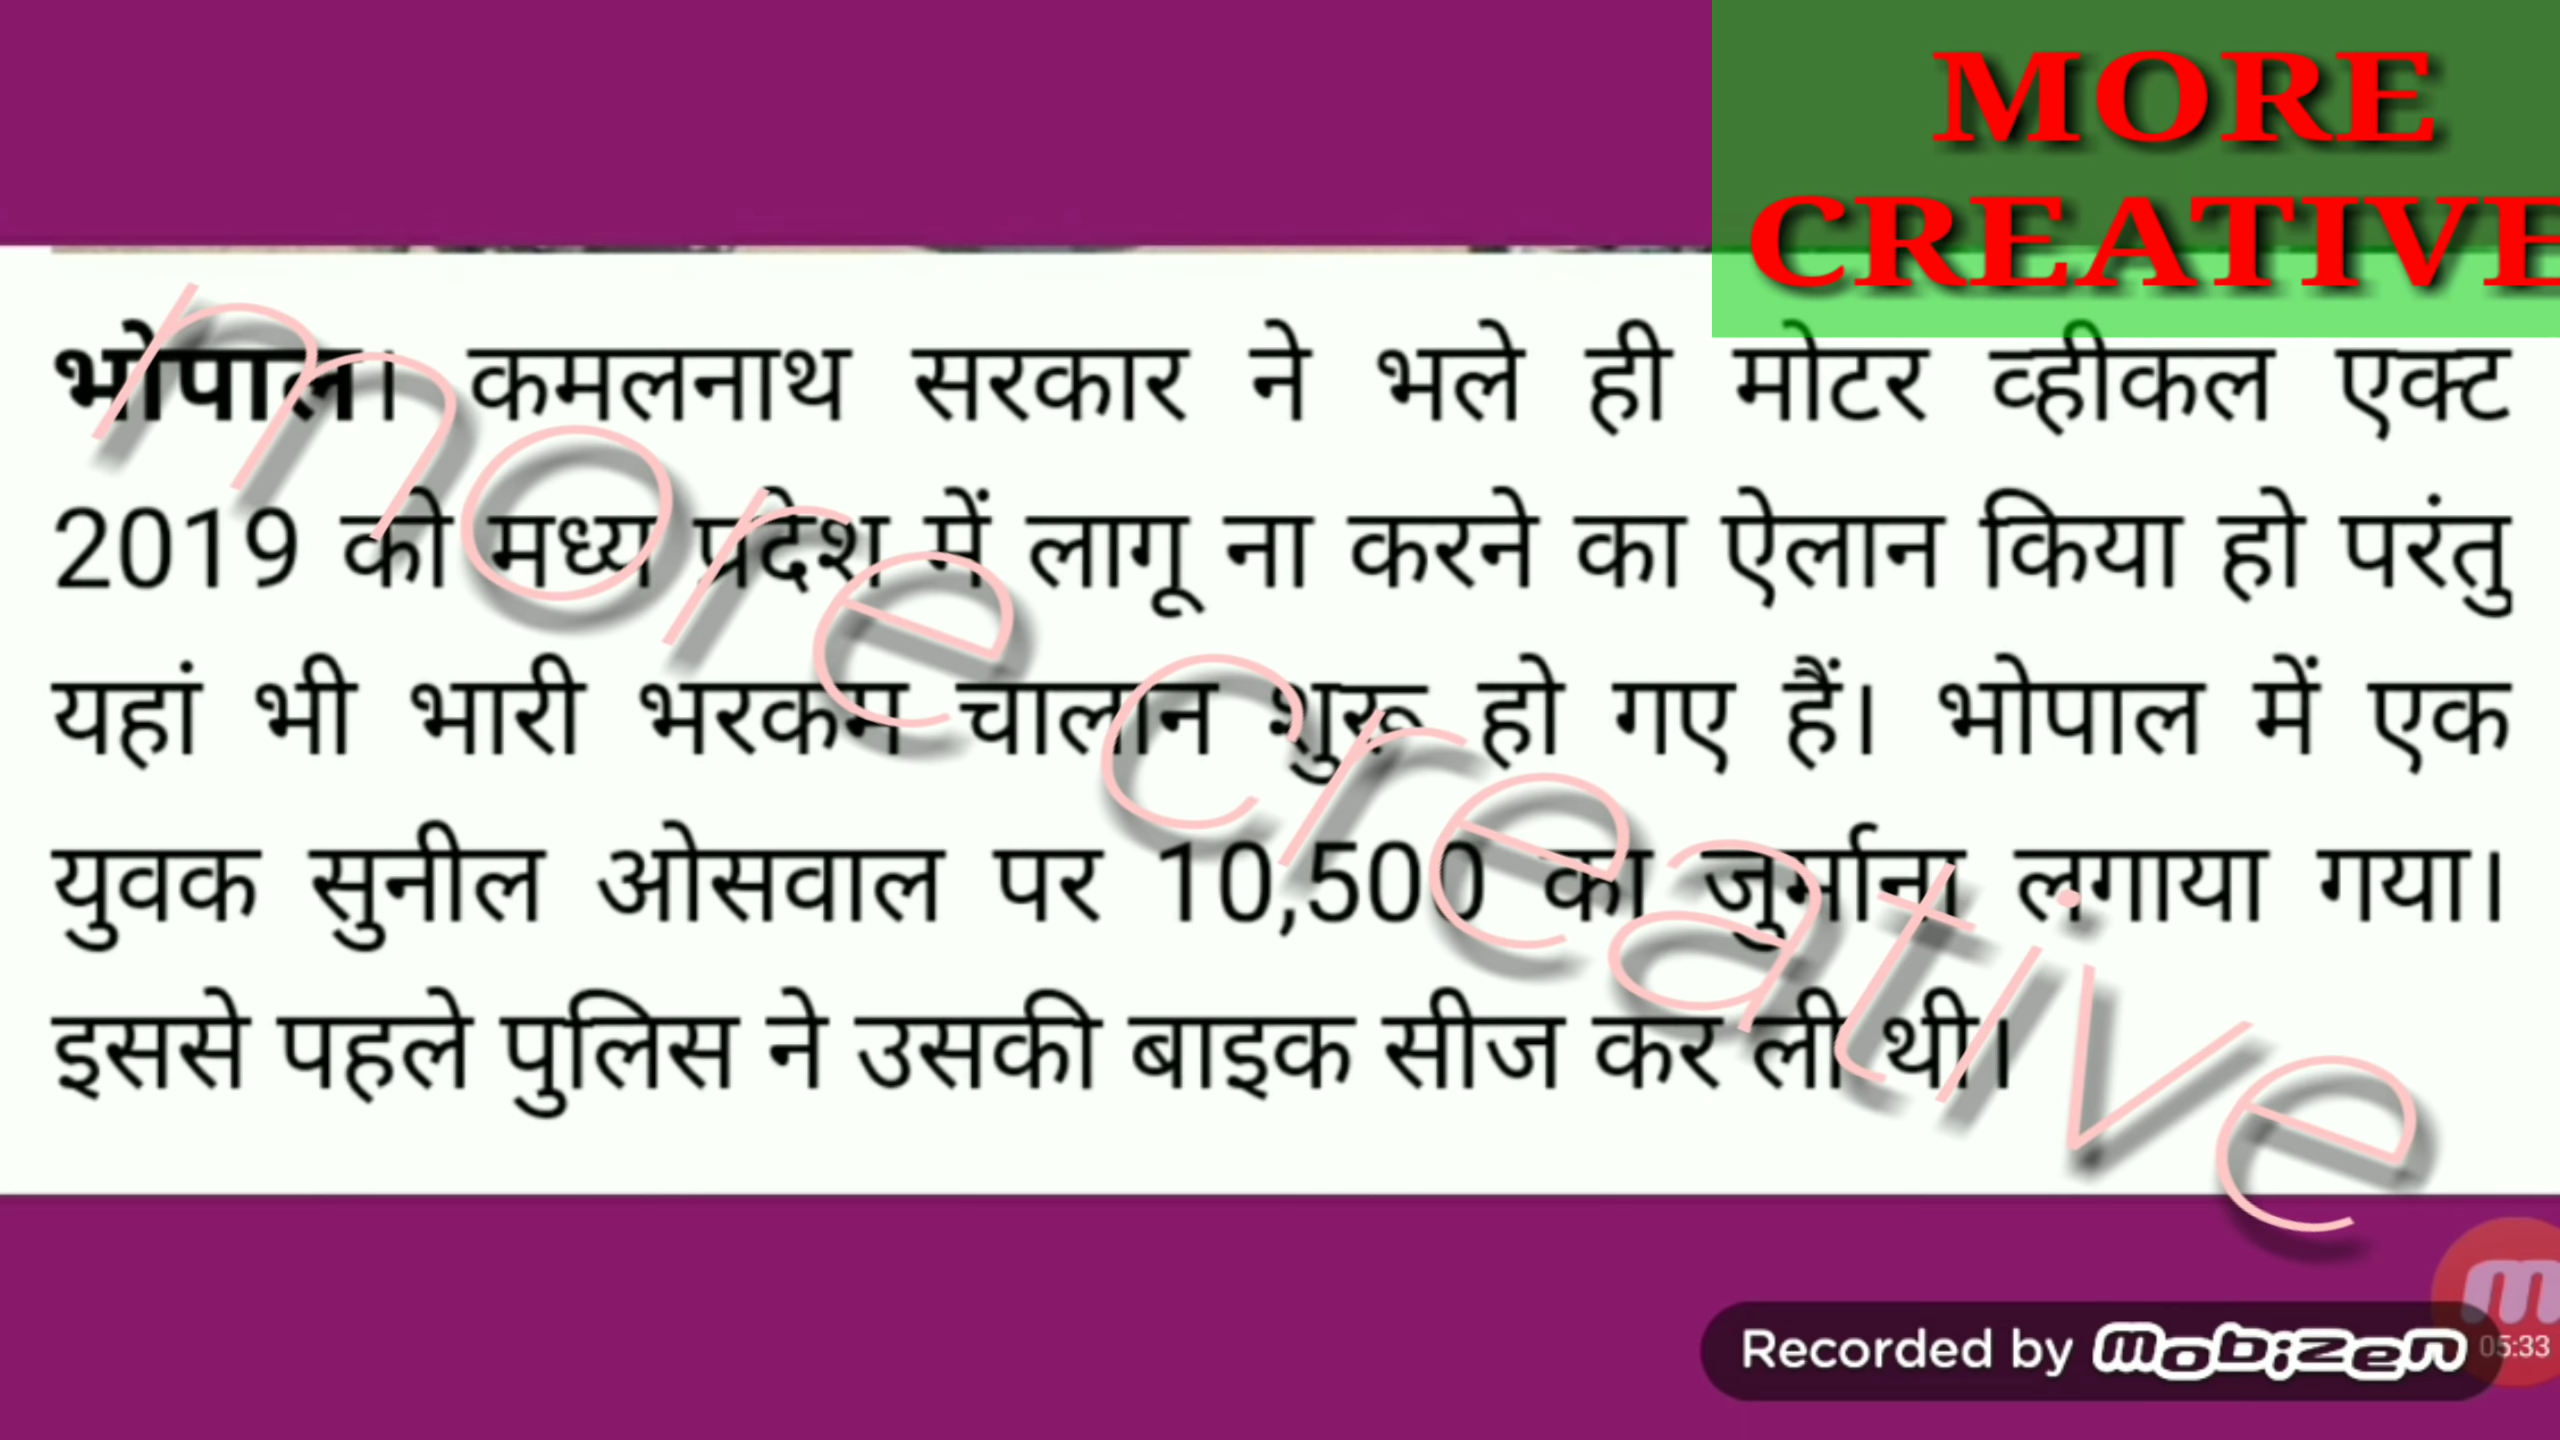 MORE
CREATIVE
भोपाल। कमलनाथ सरकार ने भले ही मोटर व्हीकल एक्ट
2019 को मध्य प्रदेश में लागू ना करने का ऐलान किया हो परंतु
यहां भी भारी भरकम चालान शुरू हो गए हैं। भोपाल में एक
युवक सुनील ओसवाल पर 10,500 का जुर्माना लगाया गया।
इससे पहले पुलिस ने उसकी बाइक सीज कर ली थी।
more creative
Recorded by mobizen
05:33